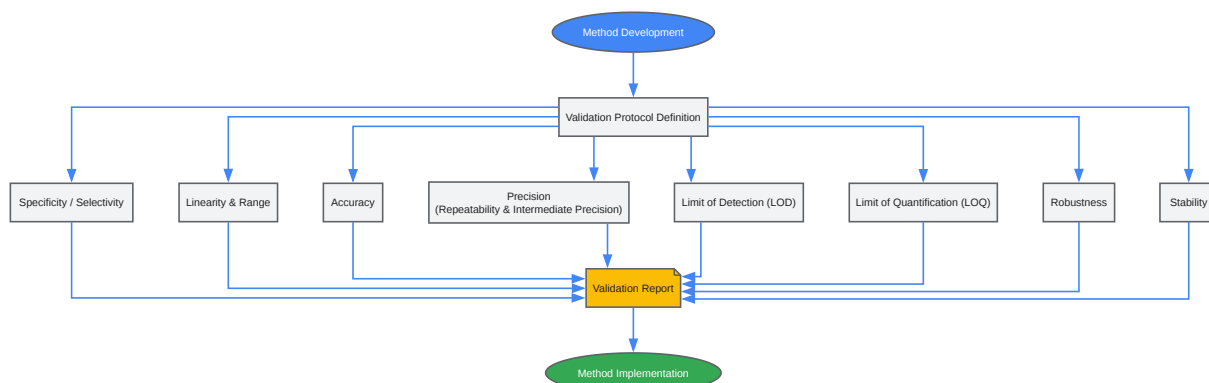 Method Development
Validation Protocol Definition
Specificity / Selectivity
Linearity & Range
Accuracy
Precision
(Repeatability & Intermediate Precision)
Limit of Detection (LOD)
Limit of Quantification (LOQ)
Robustness
Stability
Validation Report
Method Implementation